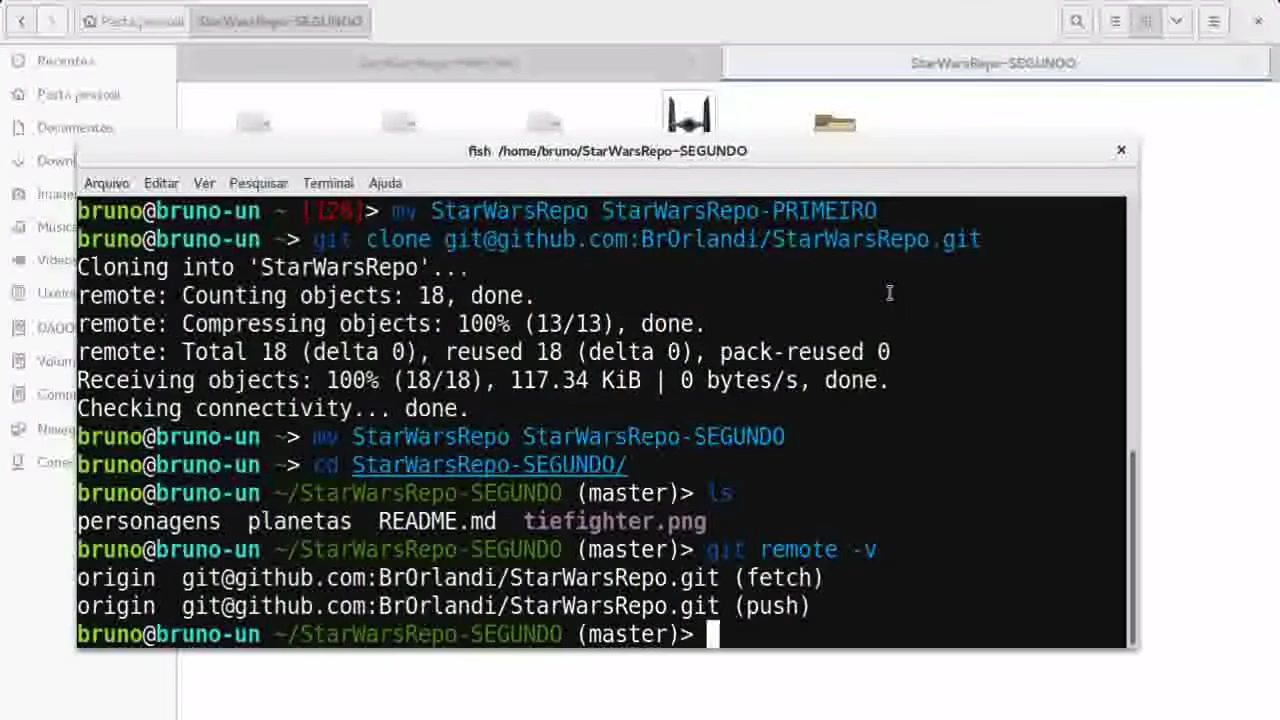 Pasta pessoal StarWarsRepo-SEGUNDO
Recentes
StarWarsRepo-SEGUNDO
Pasta pessoal
Documentos
fish /home/bruno/StarWarsRepo-SEGUNDO
Arquivo Editar Ver Pesquisar Terminal Ajuda
bruno@bruno-un ~ [128]> mv StarWarsRepo StarWarsRepo-PRIMEIRO
bruno@bruno-un ~> git clone git@github.com:BrOrlandi/StarWarsRepo.git
Cloning into 'StarWarsRepo'...
remote: Counting objects: 18, done.
remote: Compressing objects: 100% (13/13), done.
remote: Total 18 (delta 0), reused 18 (delta 0), pack-reused 0
Receiving objects: 100% (18/18), 117.34 KiB | 0 bytes/s, done.
Checking connectivity... done.
bruno@bruno-un ~> mv StarWarsRepo StarWarsRepo-SEGUNDO
bruno@bruno-un ~> cd StarWarsRepo-SEGUNDO/
bruno@bruno-un ~/StarWarsRepo-SEGUNDO (master)> ls
personagens planetas README.md tiefighter.png
bruno@bruno-un ~/StarWarsRepo-SEGUNDO (master)> git remote -v
origin git@github.com:BrOrlandi/StarWarsRepo.git (fetch)
origin git@github.com:BrOrlandi/StarWarsRepo.git (push)
bruno@bruno-un ~/StarWarsRepo-SEGUNDO (master)>